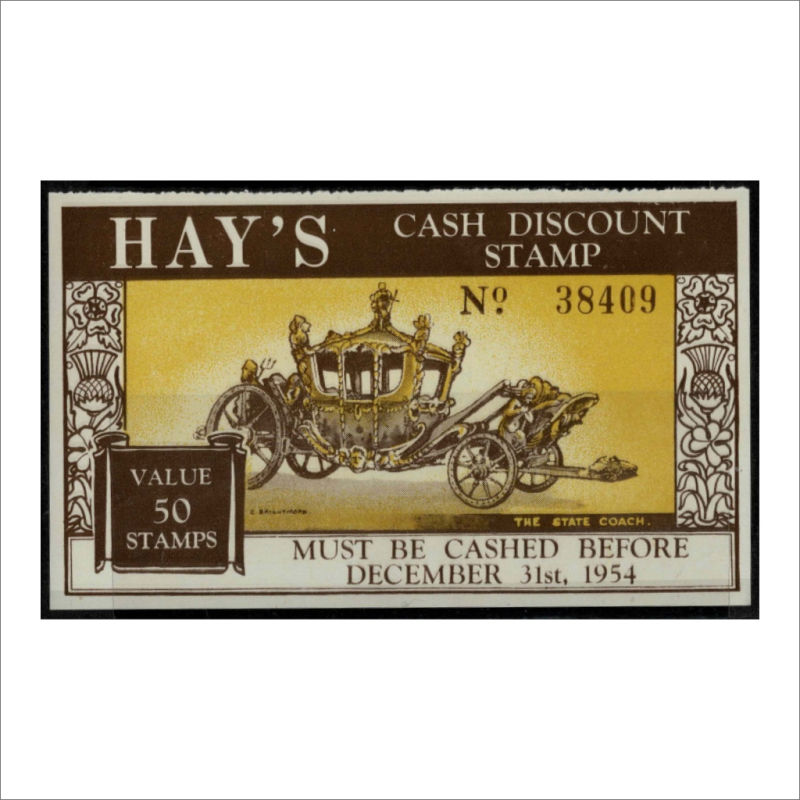 HAY'S
CASH DISCOUNT
STAMP
Nº 38409
VALUE
50
STAMPS
THE STATE COACH.
MUST BE CASHED BEFORE
DECEMBER 31st, 1954